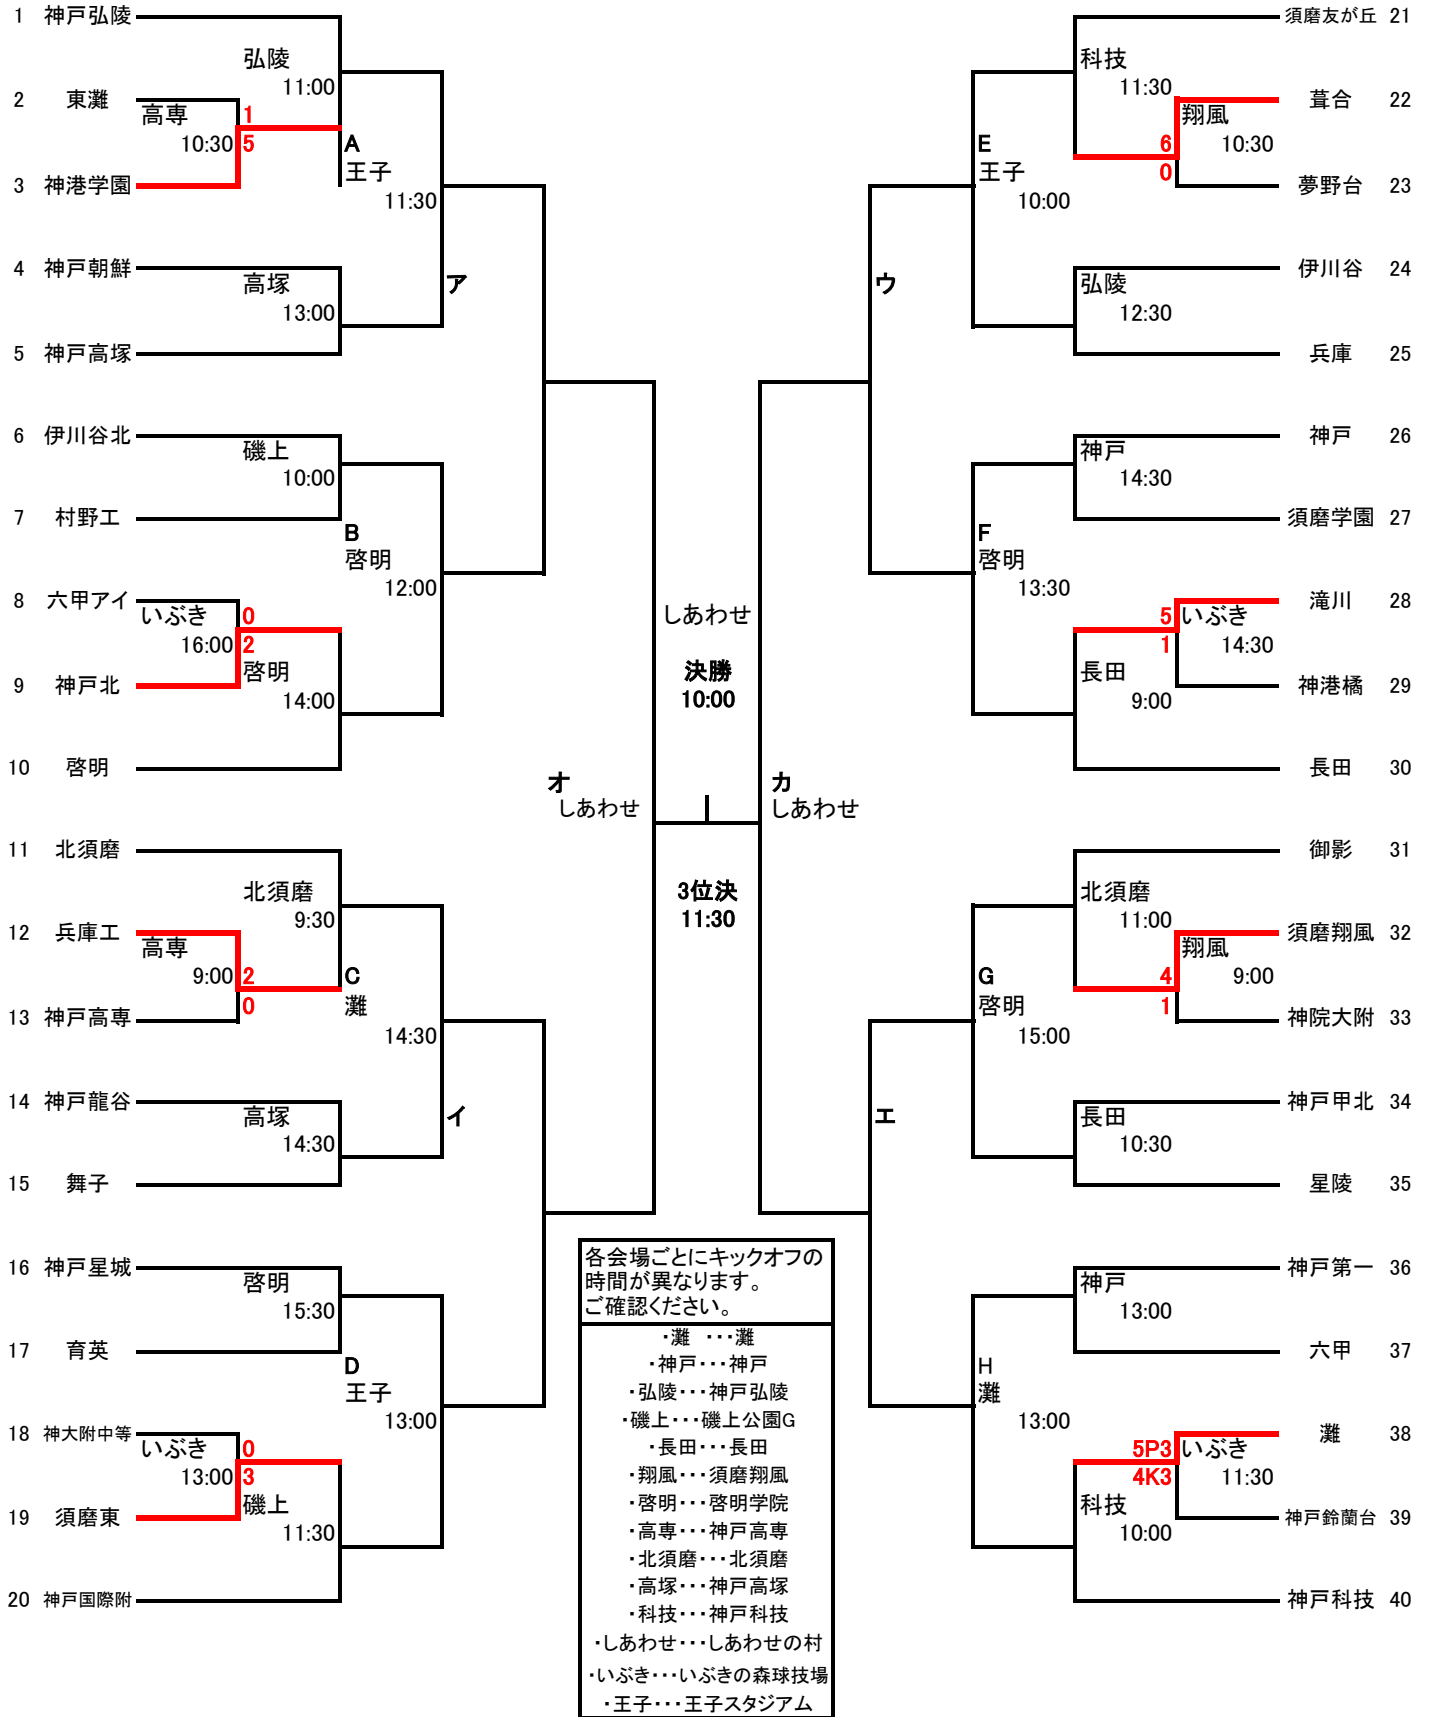 1 神戸弘陵
弘陵
11:00
2 東灘
高専
10:30
1
5
3 神港学園
A
王子
11:30
4 神戸朝鮮
高塚
13:00
5 神戸高塚
ア
6 伊川谷北
磯上
10:00
7 村野工
B
啓明
12:00
8 六甲アイ
いぶき
16:00
0
2
9 神戸北
啓明
14:00
10 啓明
オ
しあわせ
11 北須磨
北須磨
9:30
12 兵庫工
高専
9:00
2
0
13 神戸高専
C
灘
14:30
14 神戸龍谷
高塚
14:30
15 舞子
イ
16 神戸星城
啓明
15:30
17 育英
D
王子
13:00
18 神大附中等
いぶき
13:00
0
3
19 須磨東
磯上
11:30
20 神戸国際附
しあわせ
決勝
10:00
3位決
11:30
須磨友が丘 21
科技
11:30
葺合 22
翔風
10:30
6
0
夢野台 23
E
王子
10:00
伊川谷 24
弘陵
12:30
兵庫 25
ウ
神戸 26
神戸
14:30
須磨学園 27
F
啓明
13:30
滝川 28
いぶき
14:30
5
1
神港橘 29
長田
9:00
長田 30
カ
しあわせ
御影 31
北須磨
11:00
須磨翔風 32
翔風
9:00
4
1
神院大附 33
G
啓明
15:00
神戸甲北 34
長田
10:30
星陵 35
エ
神戸第一 36
神戸
13:00
六甲 37
H
灘
13:00
灘 38
いぶき
11:30
5P3
4K3
神戸鈴蘭台 39
科技
10:00
神戸科技 40
各会場ごとにキックオフの
時間が異なります。
ご確認ください。
・灘 ・・・灘
・神戸・・・神戸
・弘陵・・・神戸弘陵
・磯上・・・磯上公園G
・長田・・・長田
・翔風・・・須磨翔風
・啓明・・・啓明学院
・高専・・・神戸高専
・北須磨・・・北須磨
・高塚・・・神戸高塚
・科技・・・神戸科技
・しあわせ・・・しあわせの村
・いぶき・・・いぶきの森球技場
・王子・・・王子スタジアム